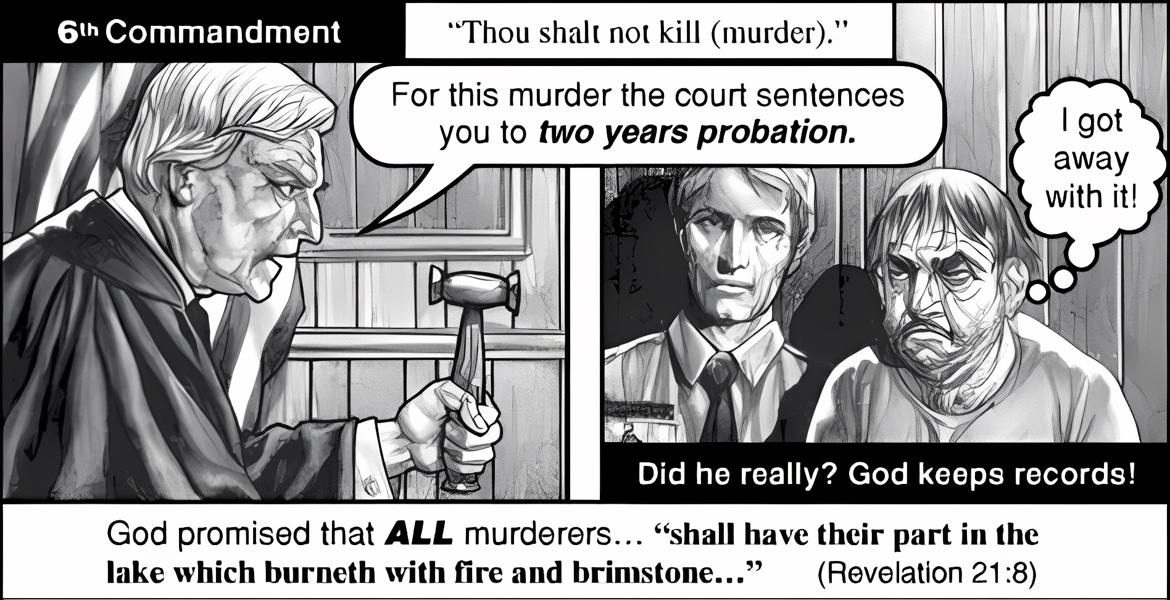 6th Commandment
“Thou shalt not kill (murder).”
For this murder the court sentences
you to two years probation.
I got
away
with it!
Did he really? God keeps records!
God promised that ALL murderers... “shall have their part in the
lake which burneth with fire and brimstone...” (Revelation 21:8)